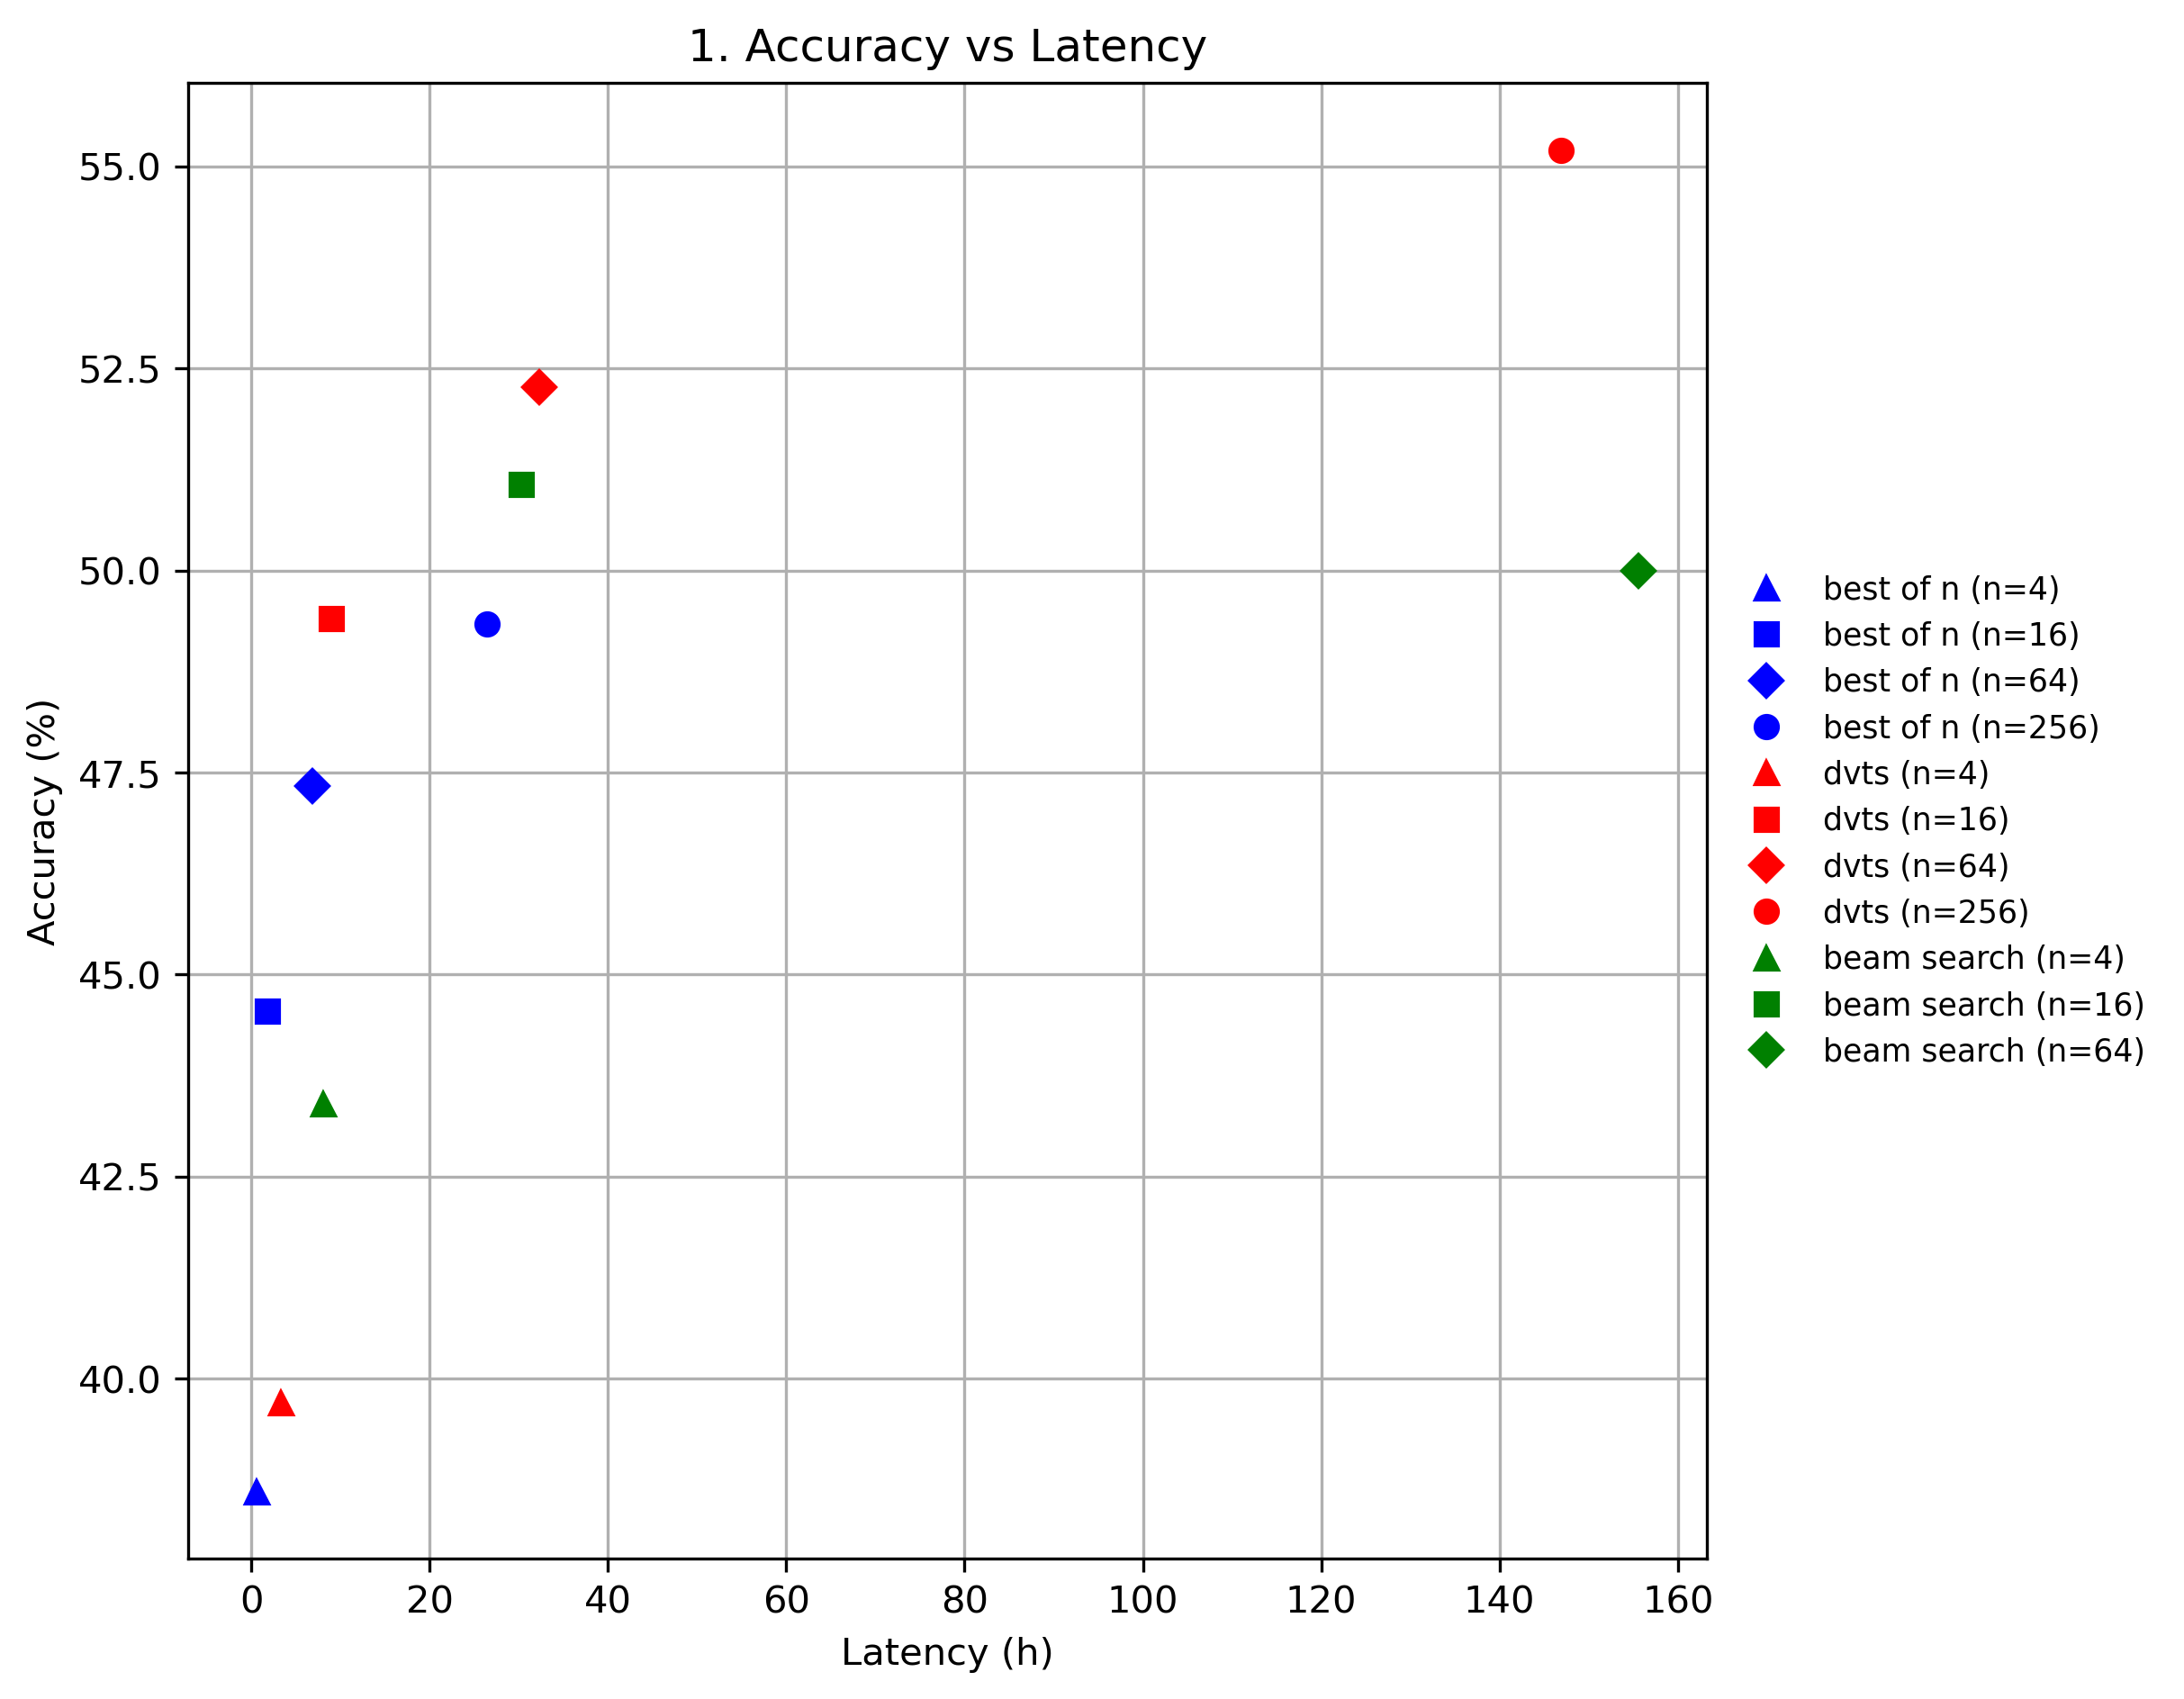 1. Accuracy vs Latency
55.0
52.5
50.0
47.5
45.0
42.5
40.0
Accuracy (%)
0 20 40 60 80 100 120 140 160
Latency (h)
best of n (n=4)
best of n (n=16)
best of n (n=64)
best of n (n=256)
dvts (n=4)
dvts (n=16)
dvts (n=64)
dvts (n=256)
beam search (n=4)
beam search (n=16)
beam search (n=64)